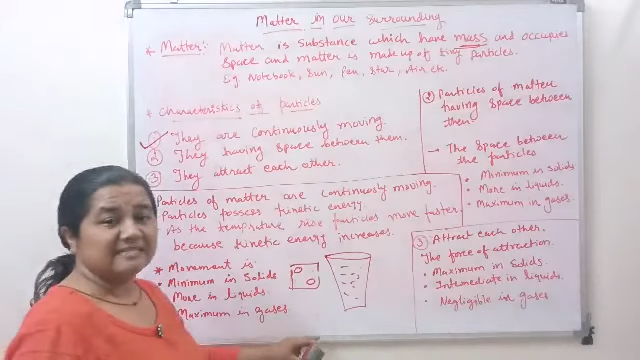 Matter in our Surrounding
* Matter: Matter is substance which have mass and occupies
Space and matter is make up of tiny particles.
Eg Notebook, Sun, Pen, Star, Air etc.
* Characteristics of particles
① They are continuously moving.
② They having space between them.
③ They attract each other.
Paticles of matter are continuously moving.
Particles possess kinetic energy.
As the temprature rise particles move faster
because kinetic energy increases.
* Movement is
• Minimum in Solids
More in liquids.
Maximum in gases.
② Particles of matter
having space between
them
→ The space between
the particles
• Minimum in Solids
• More in liquids.
• Maximum in gases.
③ Attract each other.
The force of attraction.
• Maximum in Solids.
• Intemediate in liquids.
• Negligible in gases